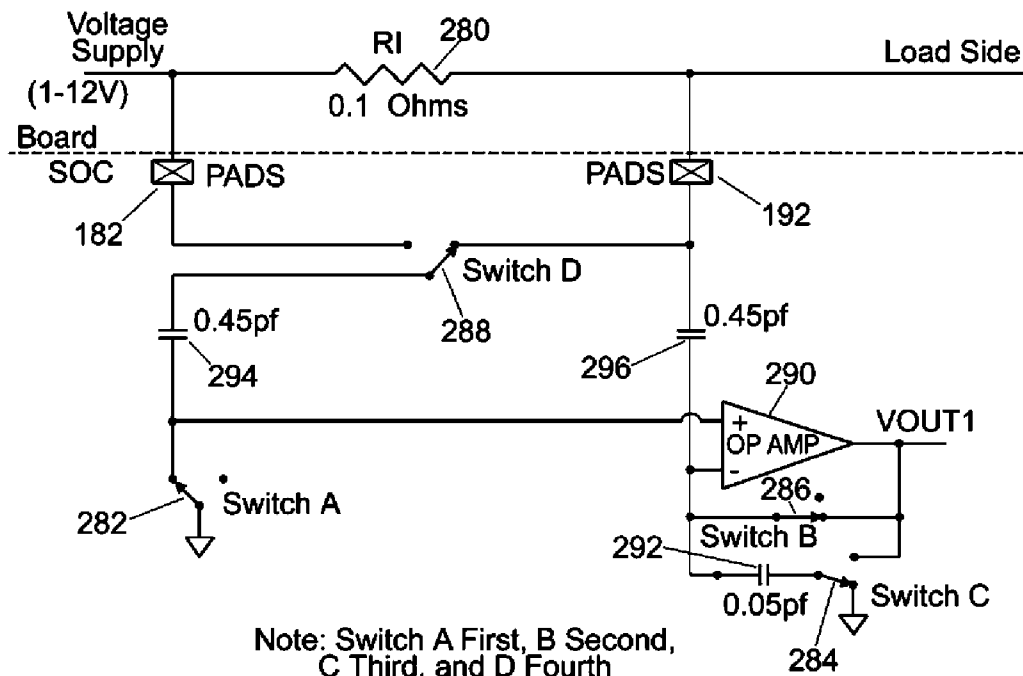 Voltage
Supply
(1-12V)
RI
280
0.1 Ohms
Load Side
Board
SOC
PADS
PADS
182
192
Switch D
288
0.45pf
294
0.45pf
296
290
+
OP AMP
-
VOUT1
282
Switch A
286
Switch B
292
0.05pf
Switch C
284
Note: Switch A First, B Second,
C Third, and D Fourth